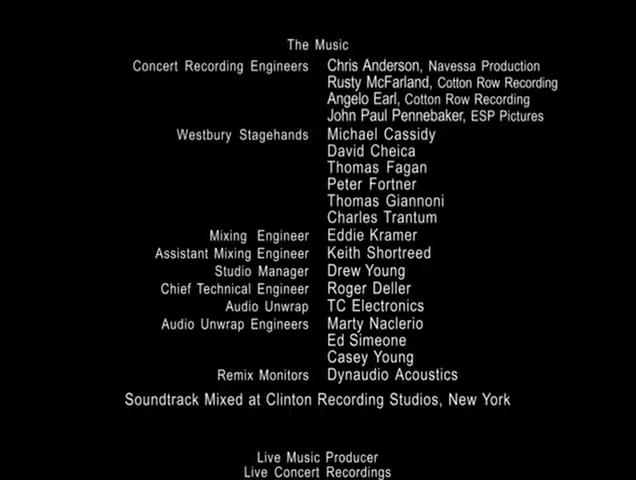 The Music
Concert Recording Engineers Chris Anderson, Navessa Production
Rusty McFarland, Cotton Row Recording
Angelo Earl, Cotton Row Recording
John Paul Pennebaker, ESP Pictures
Westbury Stagehands Michael Cassidy
David Cheica
Thomas Fagan
Peter Fortner
Thomas Giannoni
Charles Trantum
Mixing Engineer Eddie Kramer
Assistant Mixing Engineer Keith Shortreed
Studio Manager Drew Young
Chief Technical Engineer Roger Deller
Audio Unwrap TC Electronics
Audio Unwrap Engineers Marty Naclerio
Ed Simeone
Casey Young
Remix Monitors Dynaudio Acoustics
Soundtrack Mixed at Clinton Recording Studios, New York
Live Music Producer
Live Concert Recordings